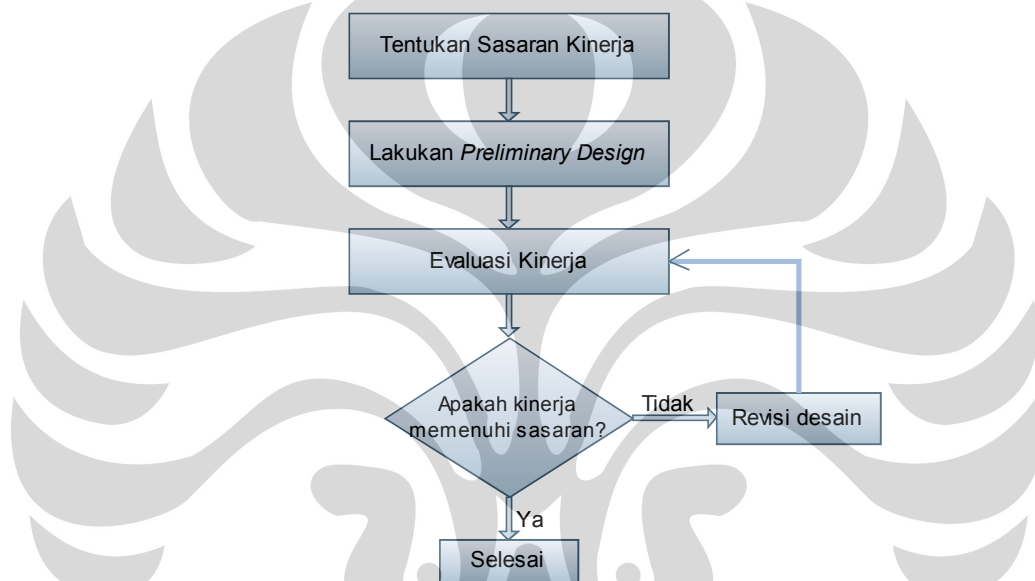 Tentukan Sasaran Kinerja
Lakukan Preliminary Design
Evaluasi Kinerja
Apakah kinerja
memenuhi sasaran?
Tidak
Revisi desain
Ya
Selesai